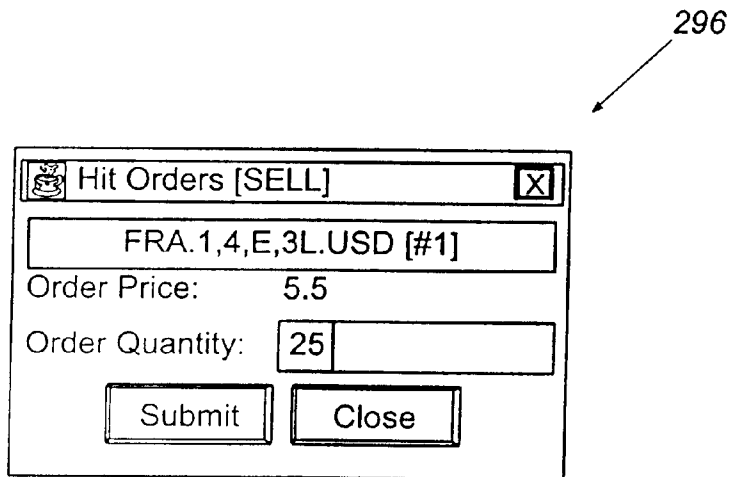 296
Hit Orders [SELL] X
FRA.1,4,E,3L.USD [#1]
Order Price: 5.5
Order Quantity: 25
Submit Close